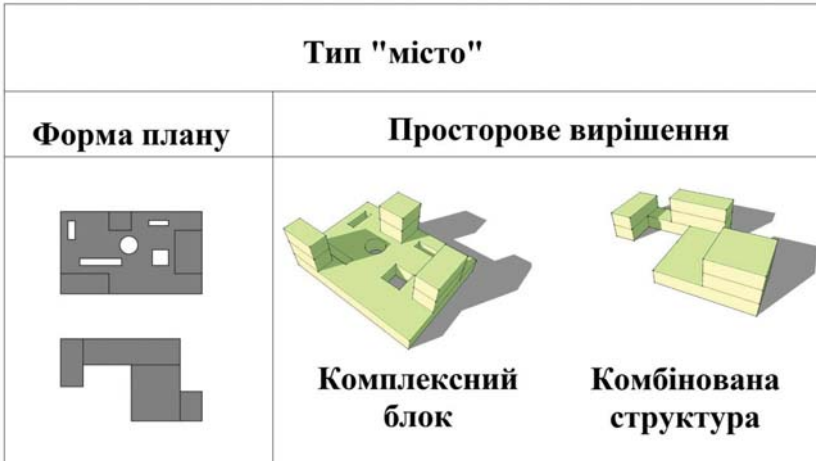 Тип "місто"
Форма плану
Просторове вирішення
Комплексний
блок
Комбінована
структура